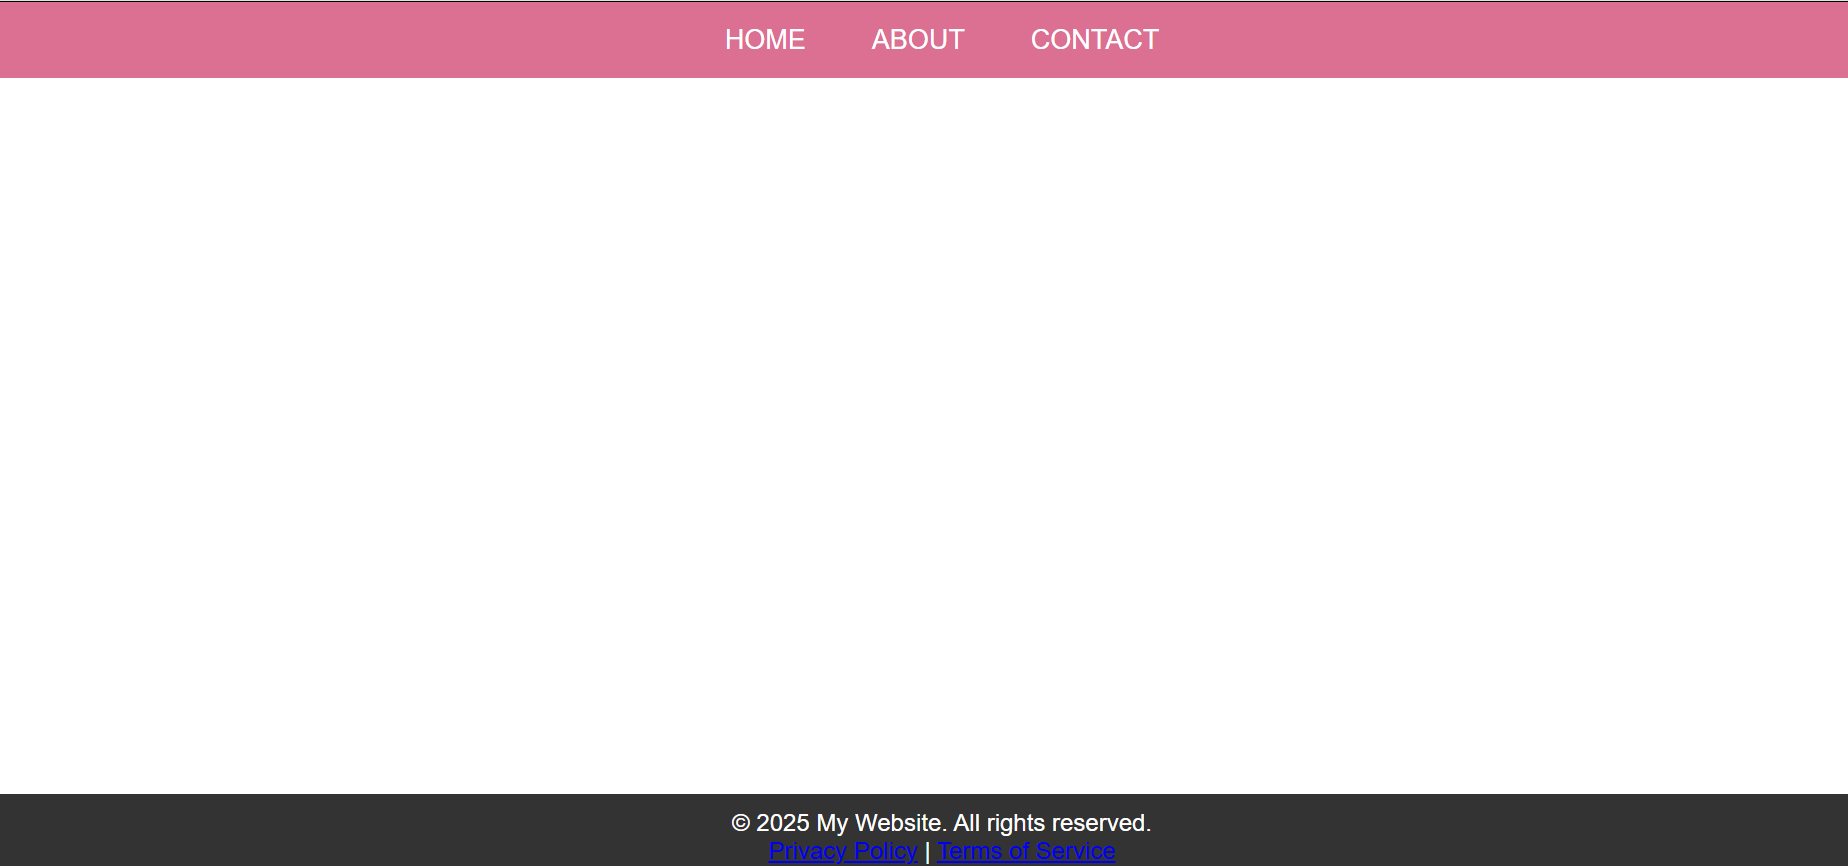 HOME ABOUT CONTACT
© 2025 My Website. All rights reserved.
Privacy Policy | Terms of Service